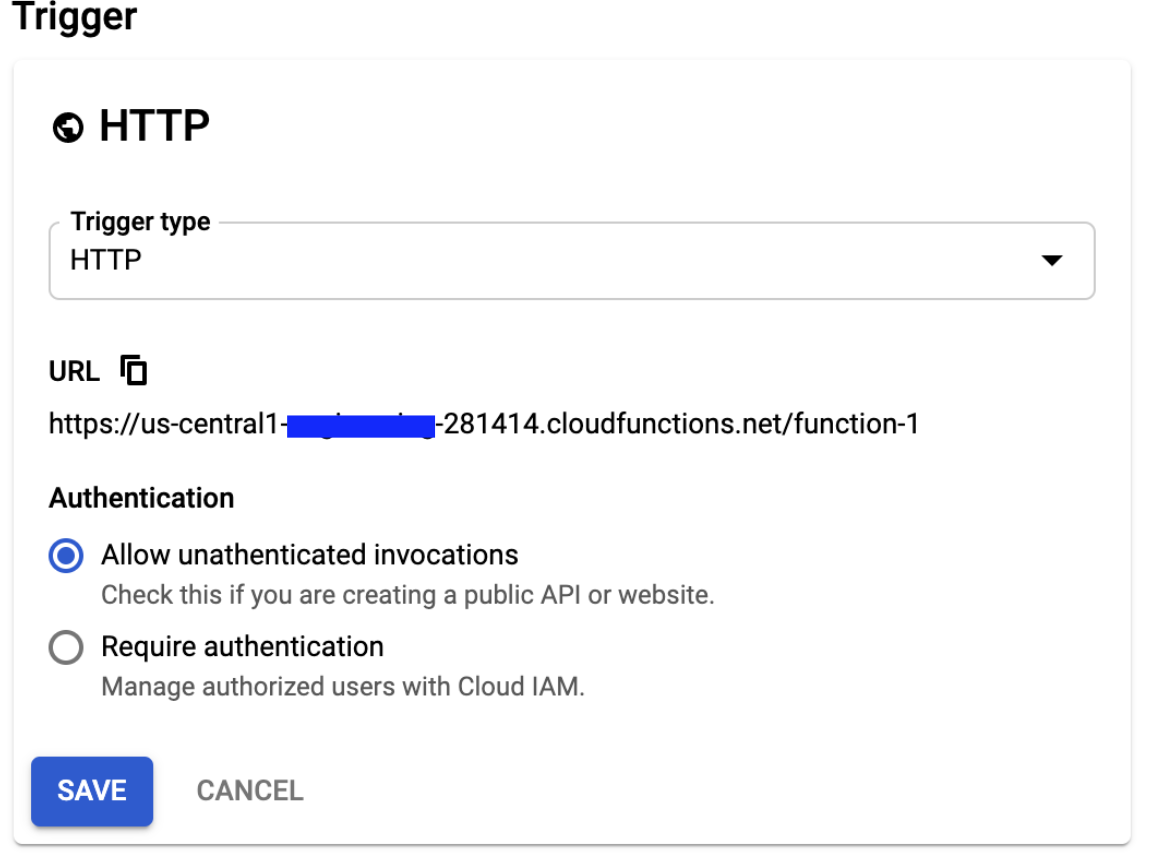 Trigger
HTTP
Trigger type
HTTP
URL
https://us-central1- -281414.cloudfunctions.net/function-1
Authentication
Allow unathenticated invocations
Check this if you are creating a public API or website.
Require authentication
Manage authorized users with Cloud IAM.
SAVE CANCEL